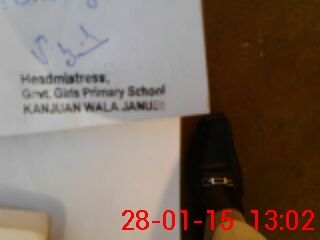 Headmistress,
Govt. Girls Primary School
KANJUAN WALA JANUBI
28-01-15 13:02